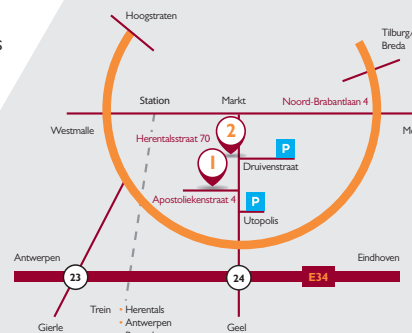 s
Hoogstraten
Tilburg/
Breda
Station
Markt
Noord-Brabantlaan 4
Westmalle
Herentalsstraat 70
2
P
1
Druivenstraat
Apostoliekenstraat 4
P
Utopolis
Antwerpen
Eindhoven
23
24
E34
Trein • Herentals
• Antwerpen
Gierle
Geel